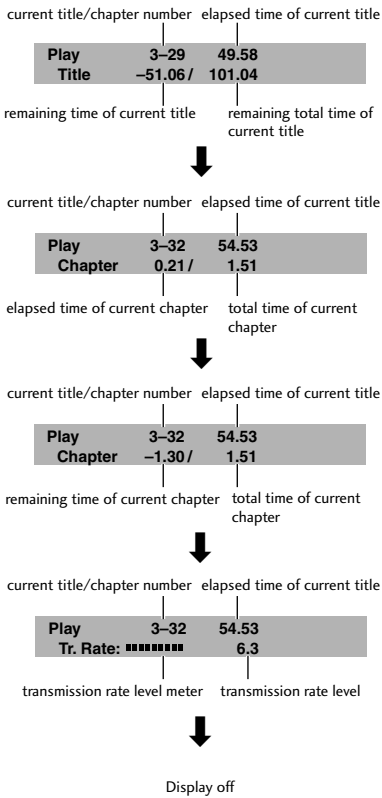 current title/chapter number elapsed time of current title
Play 3–29 49.58
Title –51.06 / 101.04
remaining time of current title remaining total time of
current title
current title/chapter number elapsed time of current title
Play 3–32 54.53
Chapter 0.21 / 1.51
elapsed time of current chapter total time of current
chapter
current title/chapter number elapsed time of current title
Play 3–32 54.53
Chapter –1.30 / 1.51
remaining time of current chapter total time of current
chapter
current title/chapter number elapsed time of current title
Play 3–32 54.53
Tr. Rate: 6.3
transmission rate level meter transmission rate level
Display off